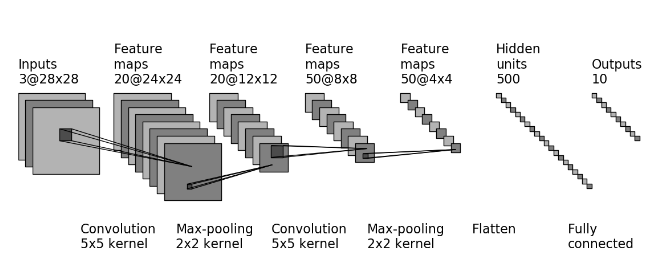 Inputs
3@28x28
Feature
maps
20@24x24
Feature
maps
20@12x12
Feature
maps
50@8x8
Feature
maps
50@4x4
Hidden
units
500
Outputs
10
Convolution
5x5 kernel
Max-pooling
2x2 kernel
Convolution
5x5 kernel
Max-pooling
2x2 kernel
Flatten
Fully
connected